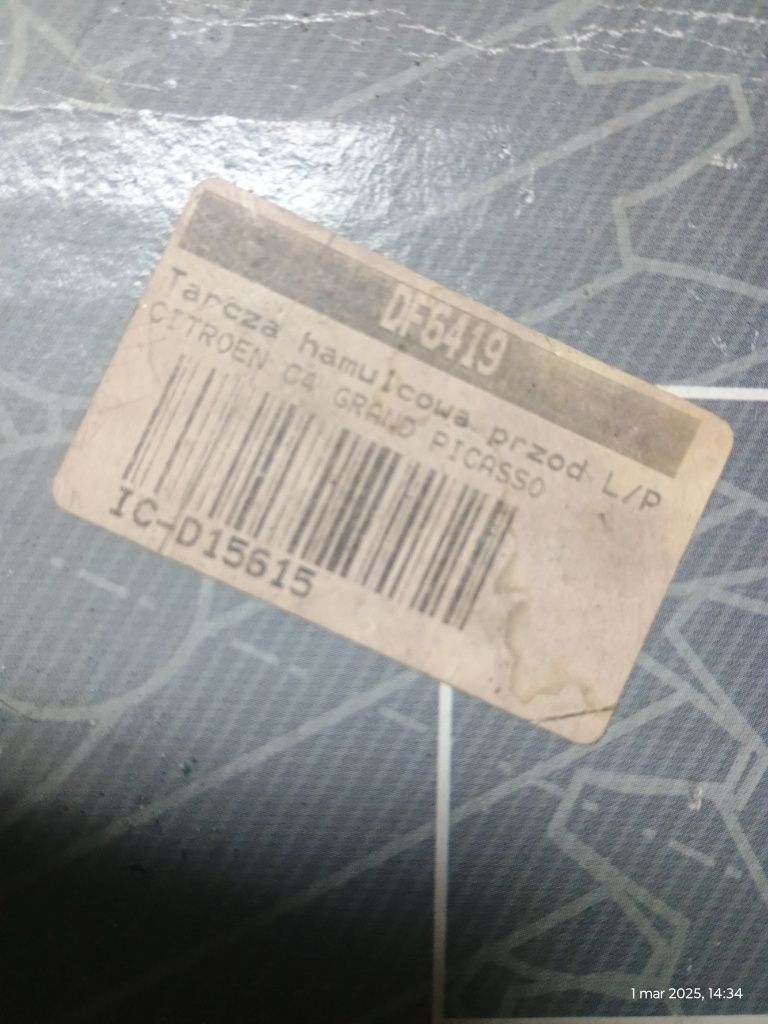 DF6419
Tarcza hamulcowa przod L/P
CITROEN C4 GRAND PICASSO
IC-D15615
1 mar 2025, 14:34